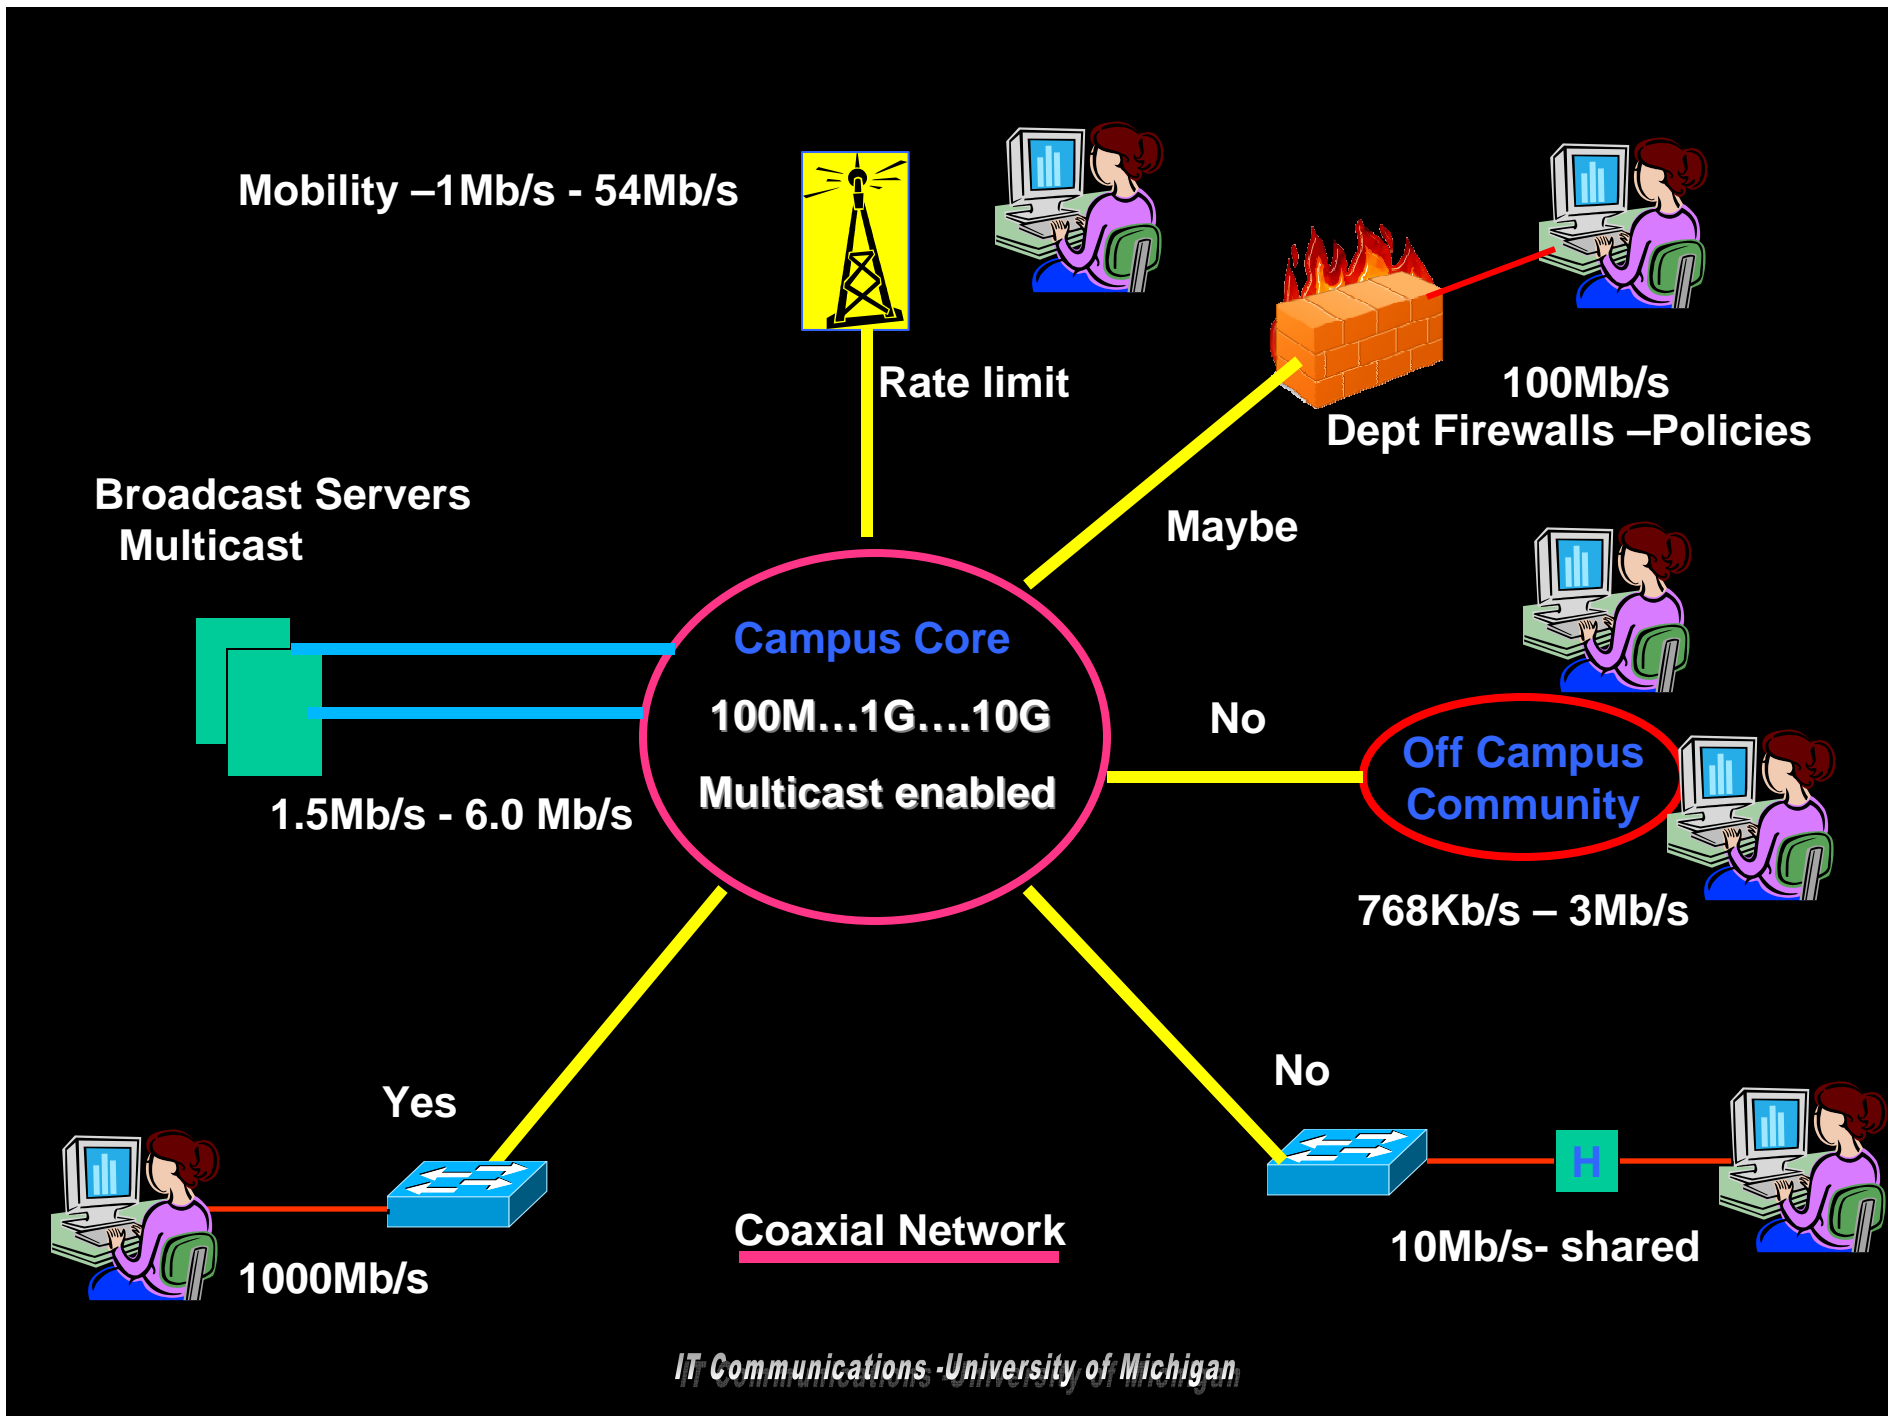 Mobility –1Mb/s - 54Mb/s
Rate limit
100Mb/s
Dept Firewalls –Policies
Broadcast Servers
Multicast
Maybe
Campus Core
100M...1G....10G
Multicast enabled
No
Off Campus
Community
1.5Mb/s - 6.0 Mb/s
768Kb/s – 3Mb/s
Yes
No
H
1000Mb/s
Coaxial Network
10Mb/s- shared
IT Communications -University of Michigan